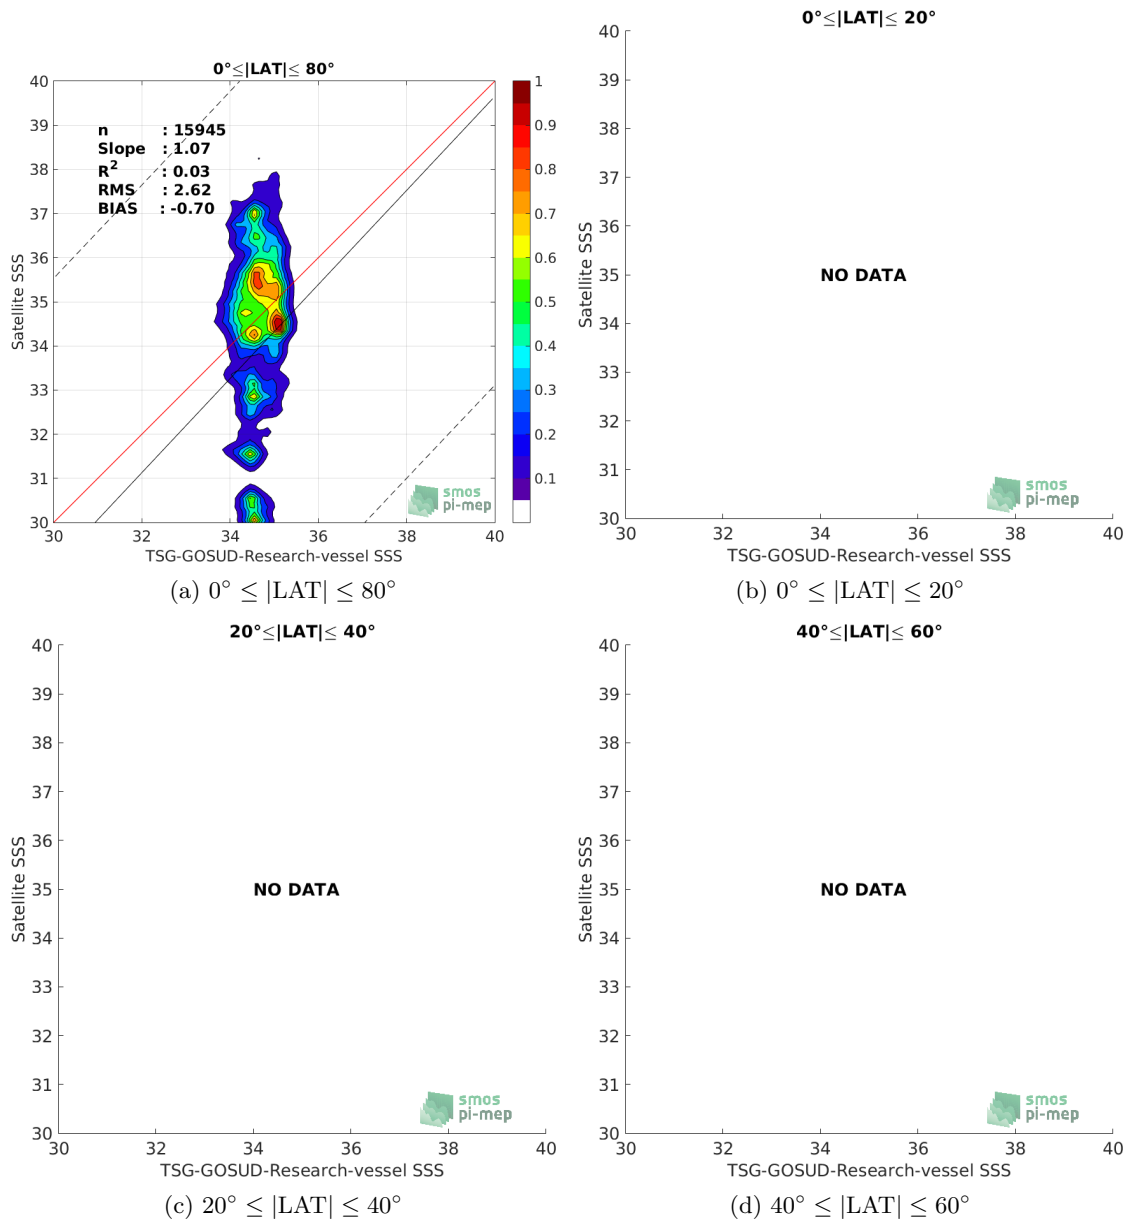 0°≤|LAT|≤ 80°
40
39
38
37
36
35
34
33
32
31
30
n : 15945
Slope : 1.07
R2 : 0.03
RMS : 2.62
BIAS : -0.70
Satellite SSS
30 32 34 36 38 40
TSG-GOSUD-Research-vessel SSS
1
0.9
0.8
0.7
0.6
0.5
0.4
0.3
0.2
0.1
smos
pi-mep
(a) 0° ≤ |LAT| ≤ 80°
0°≤|LAT|≤ 20°
40
39
38
37
36
35
34
33
32
31
30
Satellite SSS
NO DATA
smos
pi-mep
30 32 34 36 38 40
TSG-GOSUD-Research-vessel SSS
(b) 0° ≤ |LAT| ≤ 20°
20°≤|LAT|≤ 40°
40
39
38
37
36
35
34
33
32
31
30
Satellite SSS
NO DATA
smos
pi-mep
30 32 34 36 38 40
TSG-GOSUD-Research-vessel SSS
(c) 20° ≤ |LAT| ≤ 40°
40°≤|LAT|≤ 60°
40
39
38
37
36
35
34
33
32
31
30
Satellite SSS
NO DATA
smos
pi-mep
30 32 34 36 38 40
TSG-GOSUD-Research-vessel SSS
(d) 40° ≤ |LAT| ≤ 60°